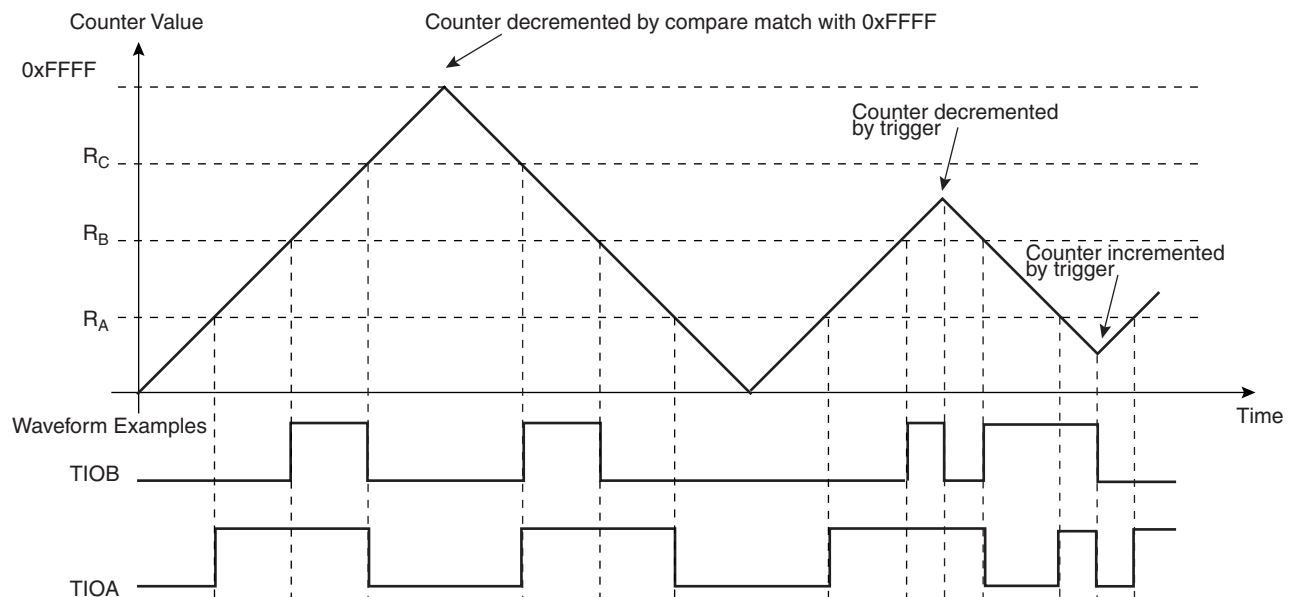 Counter Value
Counter decremented by compare match with 0xFFFF
0xFFFF
Counter decremented
by trigger
RC
RB
Counter incremented
by trigger
RA
Time
Waveform Examples
TIOB
TIOA